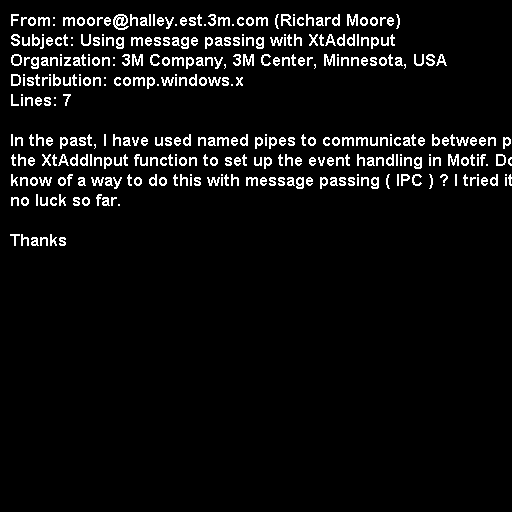 From: moore@halley.est.3m.com (Richard Moore)
Subject: Using message passing with XtAddInput
Organization: 3M Company, 3M Center, Minnesota, USA
Distribution: comp.windows.x
Lines: 7

In the past, I have used named pipes to communicate between p
the XtAddInput function to set up the event handling in Motif. Do
know of a way to do this with message passing ( IPC ) ? I tried it
no luck so far.

Thanks